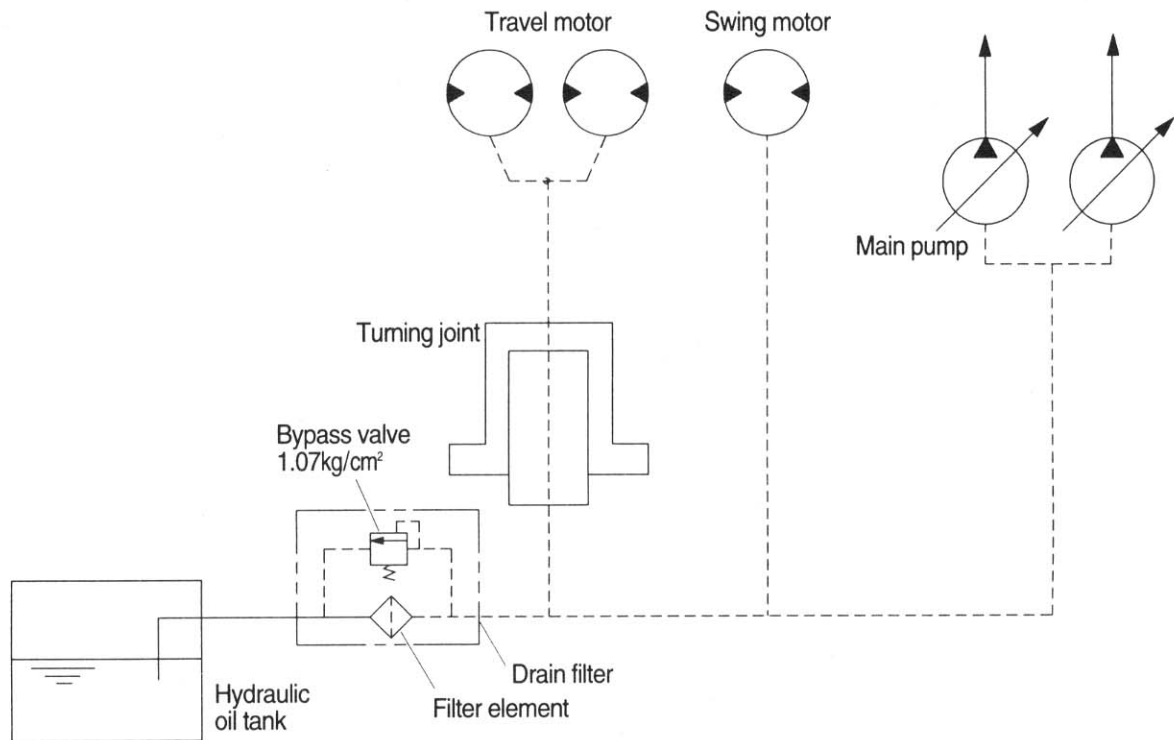 Travel motor
Swing motor
Main pump
Turning joint
Bypass valve
1.07kg/cm²
Drain filter
Filter element
Hydraulic
oil tank